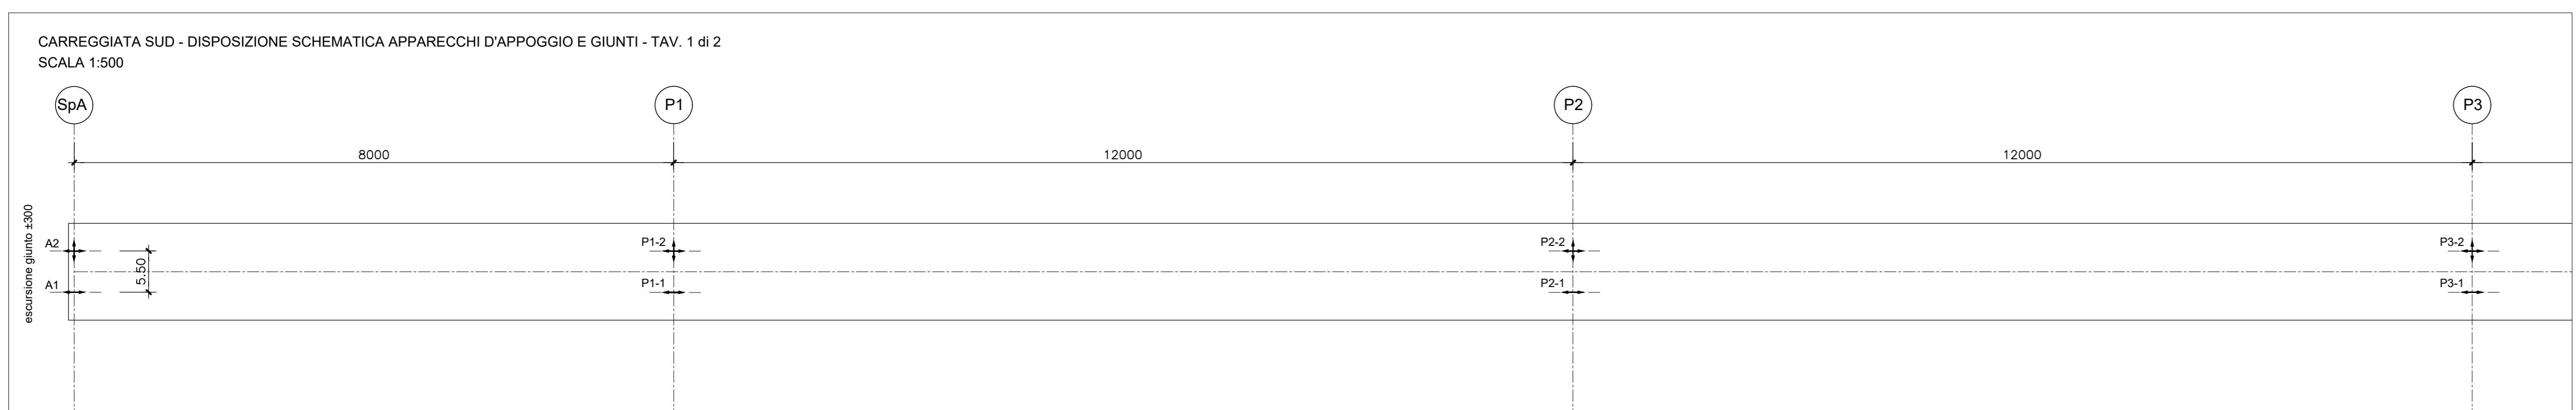 CARREGGIATA SUD - DISPOSIZIONE SCHEMATICA APPARECCHI D'APPOGGIO E GIUNTI - TAV. 1 di 2
SCALA 1:500
SpA
P1
P2
P3
8000
12000
12000
escursione giunto ±300
A2
P1-2
P2-2
P3-2
5.50
A1
P1-1
P2-1
P3-1